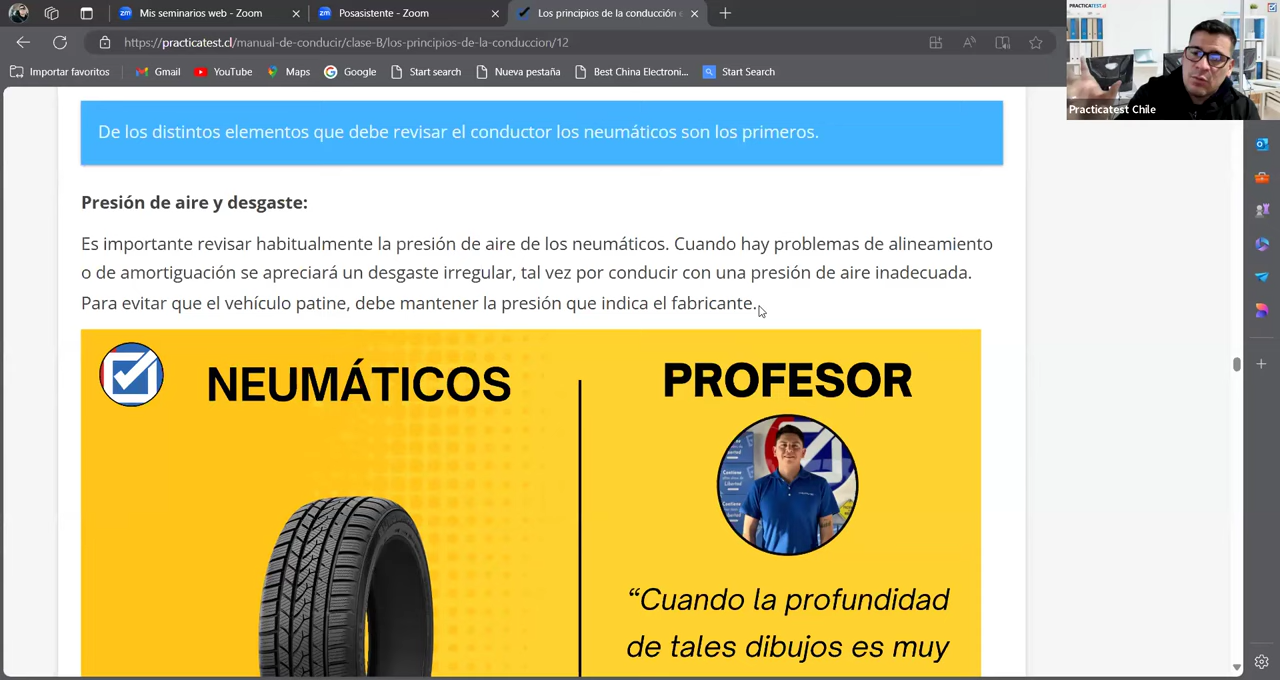 Mis seminarios web - Zoom
Posasistente - Zoom
Los principios de la conducción
https://practicatest.cl/manual-de-conducir/clase-B/los-principios-de-la-conduccion/12
Importar favoritos
Gmail
YouTube
Maps
Google
Start search
Nueva pestaña
Best China Electroni...
Start Search
PRACTICATEST.cl
Practicatest Chile
De los distintos elementos que debe revisar el conductor los neumáticos son los primeros.
Presión de aire y desgaste:
Es importante revisar habitualmente la presión de aire de los neumáticos. Cuando hay problemas de alineamiento
o de amortiguación se apreciará un desgaste irregular, tal vez por conducir con una presión de aire inadecuada.
Para evitar que el vehículo patine, debe mantener la presión que indica el fabricante.
NEUMÁTICOS
PROFESOR
“Cuando la profundidad
de tales dibujos es muy